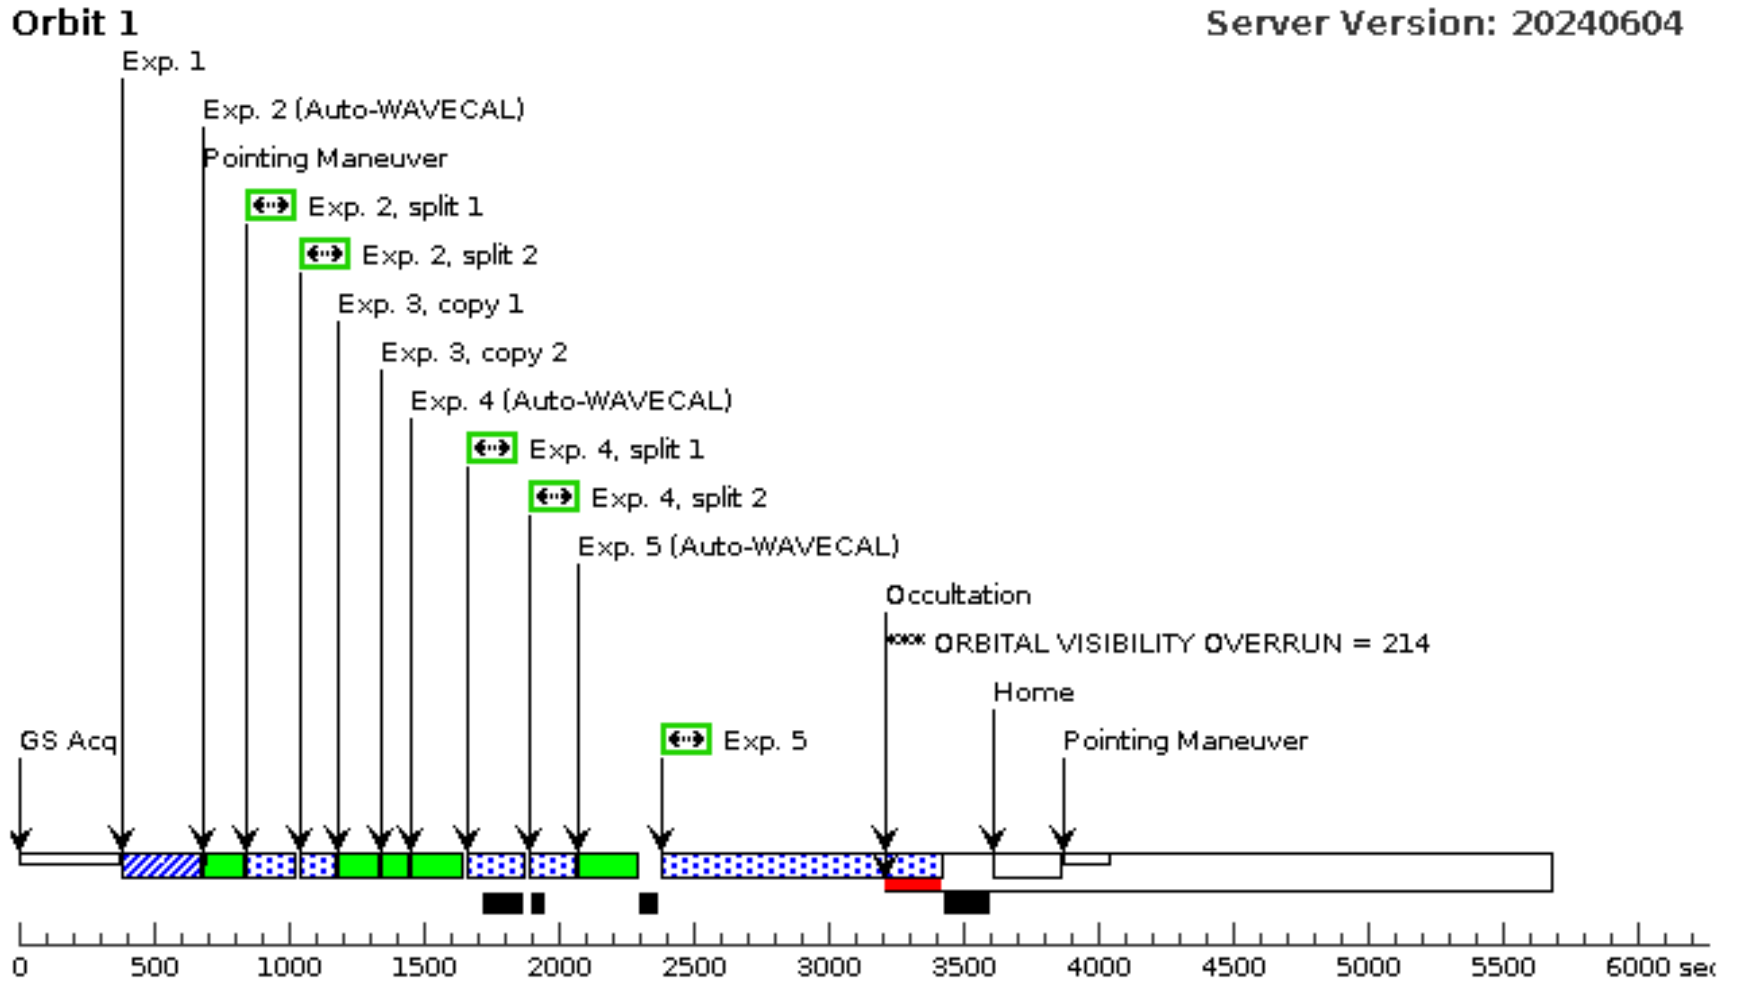 Orbit 1
Server Version: 20240604
Exp. 1
Exp. 2 (Auto-WAVECAL)
Pointing Maneuver
Exp. 2, split 1
Exp. 2, split 2
Exp. 3, copy 1
Exp. 3, copy 2
Exp. 4 (Auto-WAVECAL)
Exp. 4, split 1
Exp. 4, split 2
Exp. 5 (Auto-WAVECAL)
Occultation
**** ORBITAL VISIBILITY OVERRUN = 214
Home
GS Acq
Exp. 5
Pointing Maneuver
0 500 1000 1500 2000 2500 3000 3500 4000 4500 5000 5500 6000 sec